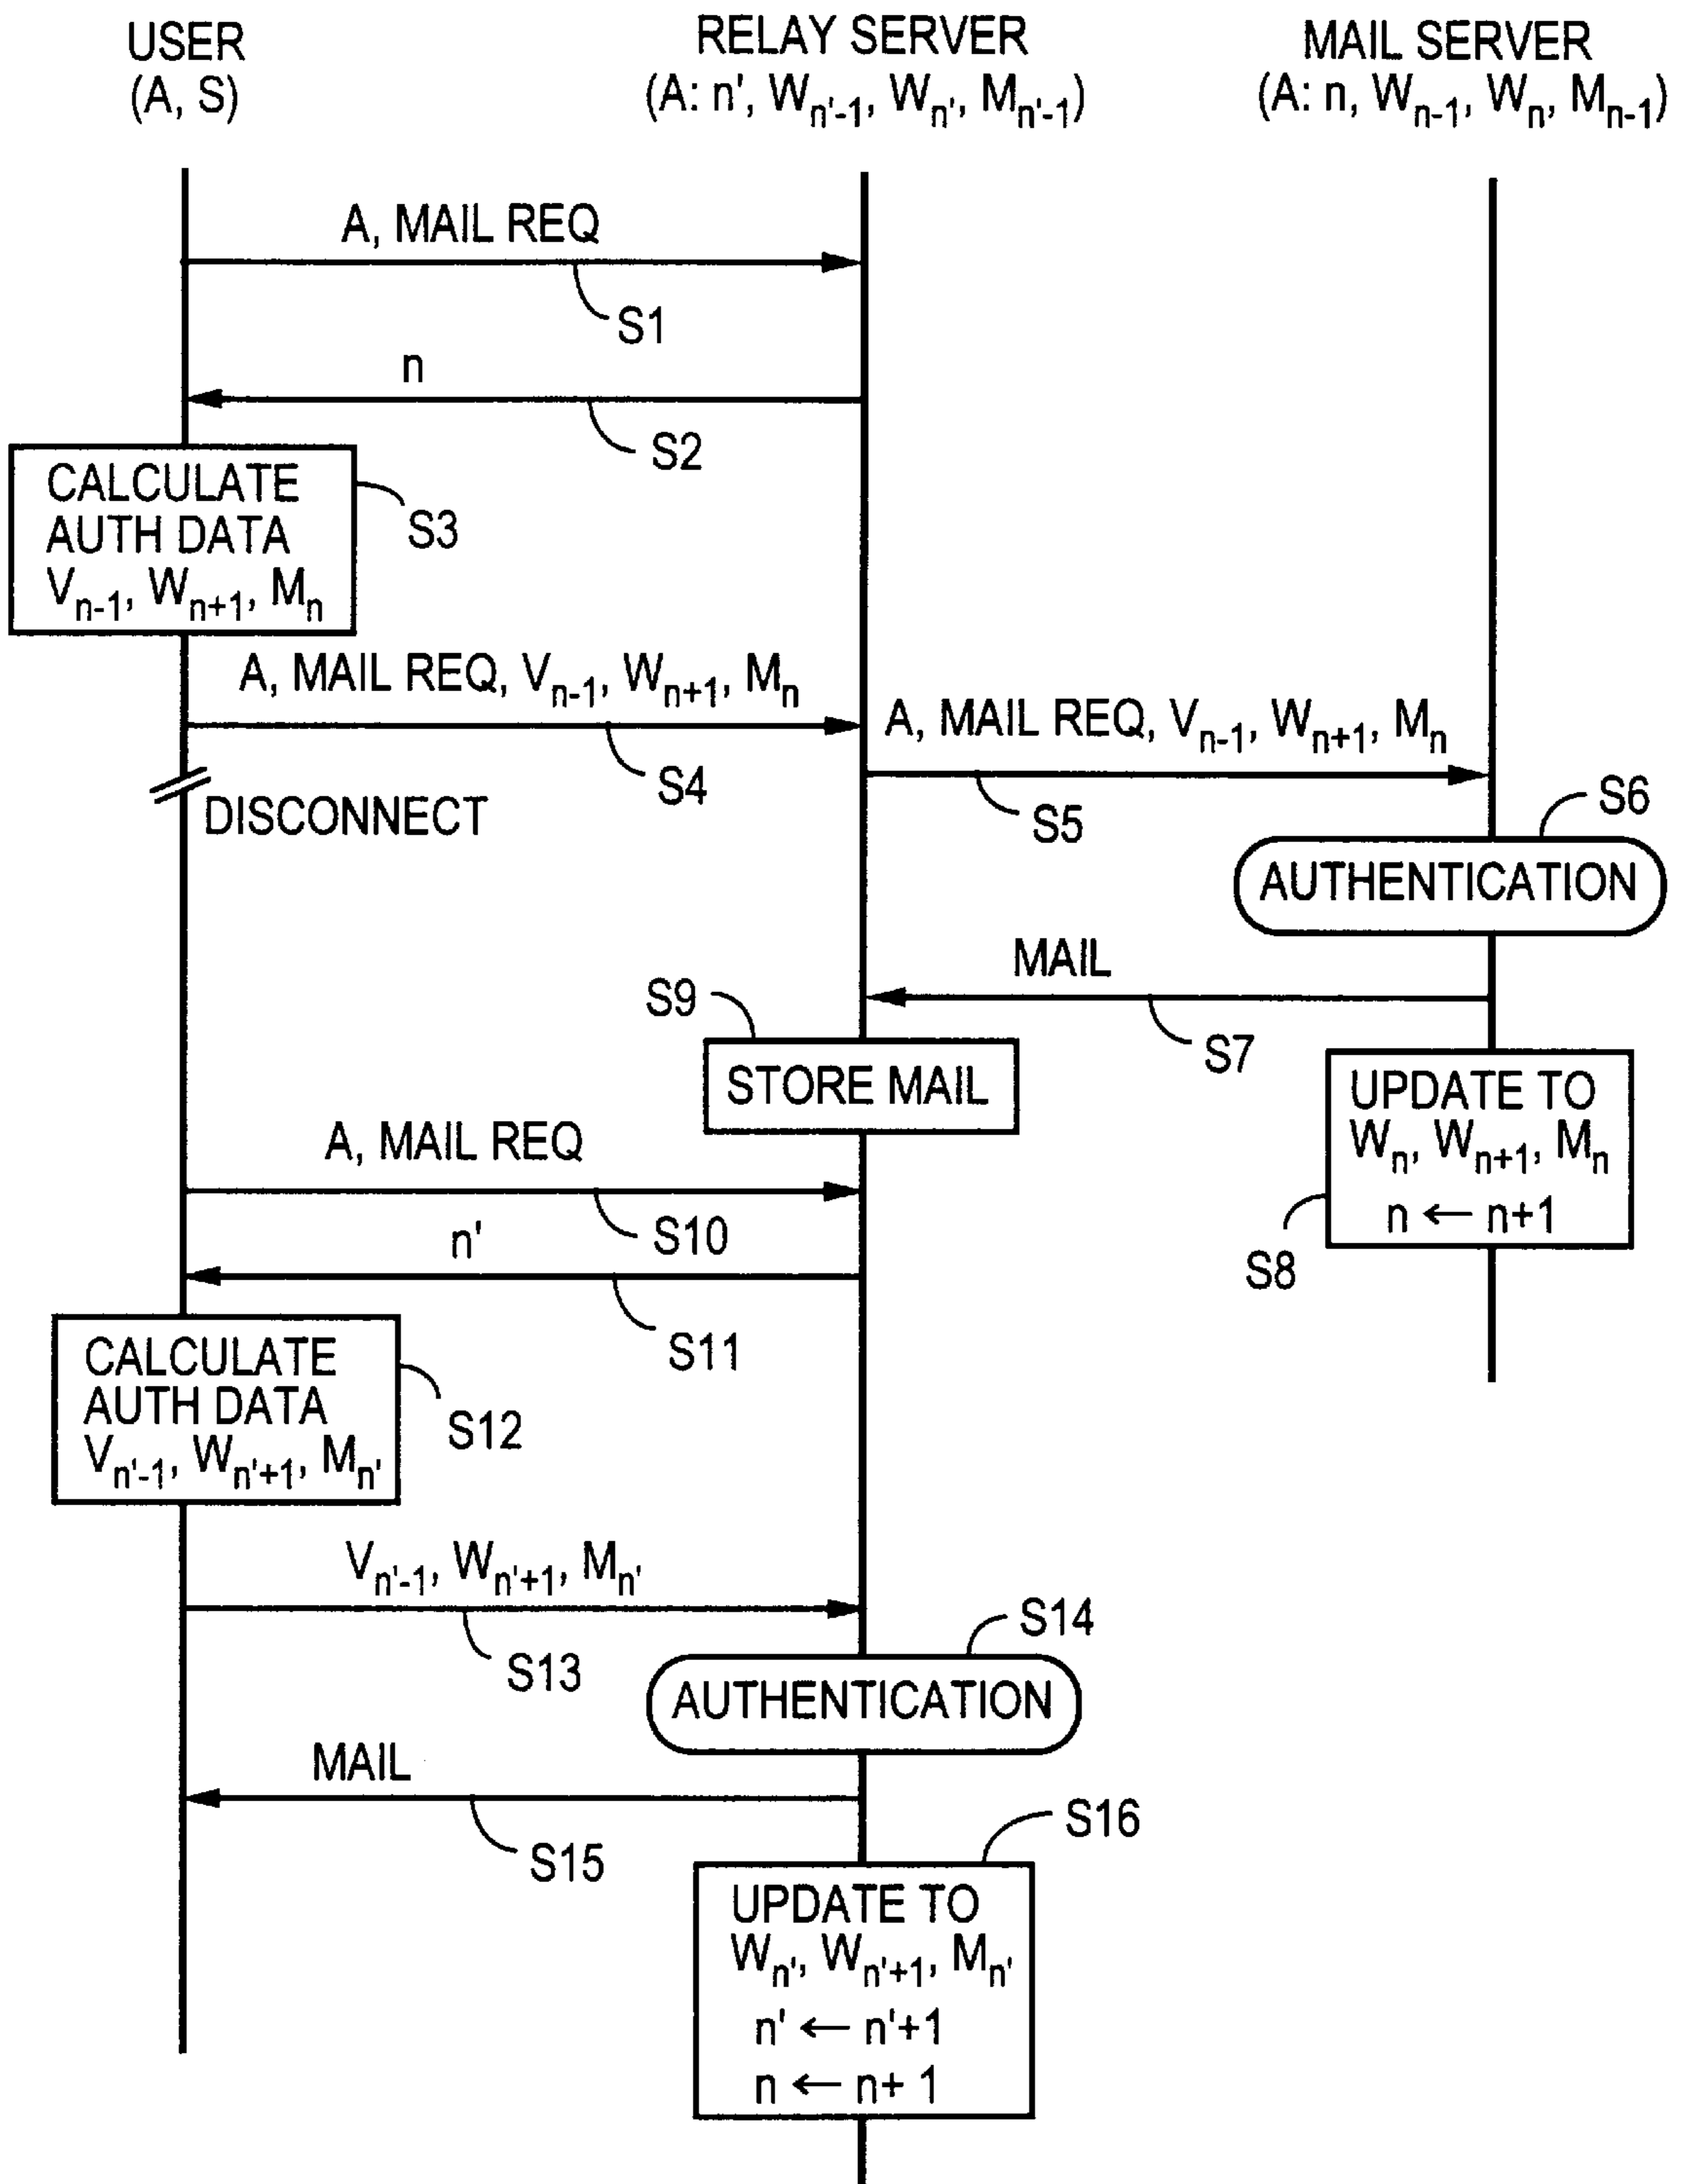 USER
(A, S)
RELAY SERVER
(A: n', Wn'-1, Wn', Mn'-1)
MAIL SERVER
(A: n, Wn-1, Wn, Mn-1)
A, MAIL REQ
S1
n
S2
CALCULATE
AUTH DATA
Vn-1, Wn+1, Mn
S3
A, MAIL REQ, Vn-1, Wn+1, Mn
S4
A, MAIL REQ, Vn-1, Wn+1, Mn
S5
DISCONNECT
S6
AUTHENTICATION
MAIL
S7
S9
STORE MAIL
UPDATE TO
Wn, Wn+1, Mn
n ← n+1
S8
A, MAIL REQ
S10
n'
S11
CALCULATE
AUTH DATA
Vn'-1, Wn'+1, Mn'
S12
Vn'-1, Wn'+1, Mn'
S13
S14
AUTHENTICATION
MAIL
S15
S16
UPDATE TO
Wn', Wn'+1, Mn'
n' ← n'+1
n ← n+ 1